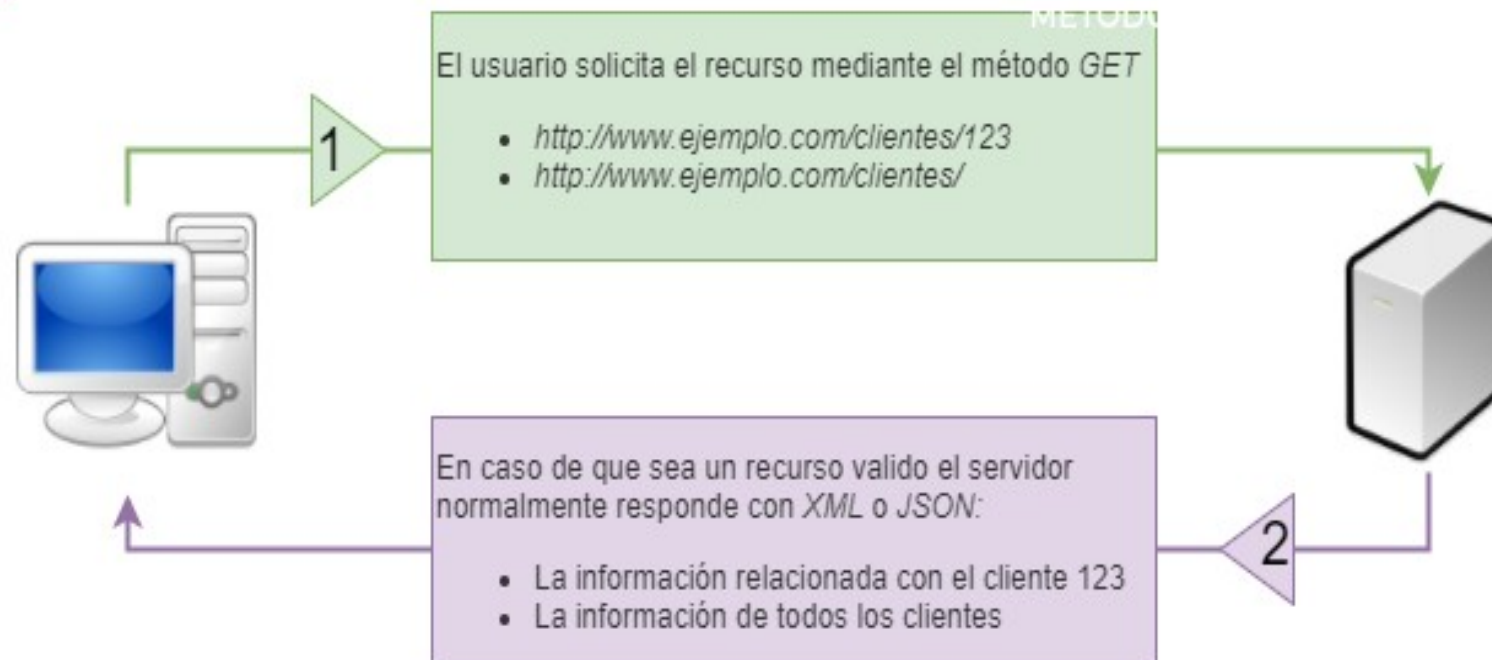 El usuario solicita el recurso mediante el método GET
1
• http://www.ejemplo.com/clientes/123
• http://www.ejemplo.com/clientes/
En caso de que sea un recurso valido el servidor
normalmente responde con XML o JSON:
2
• La información relacionada con el cliente 123
• La información de todos los clientes